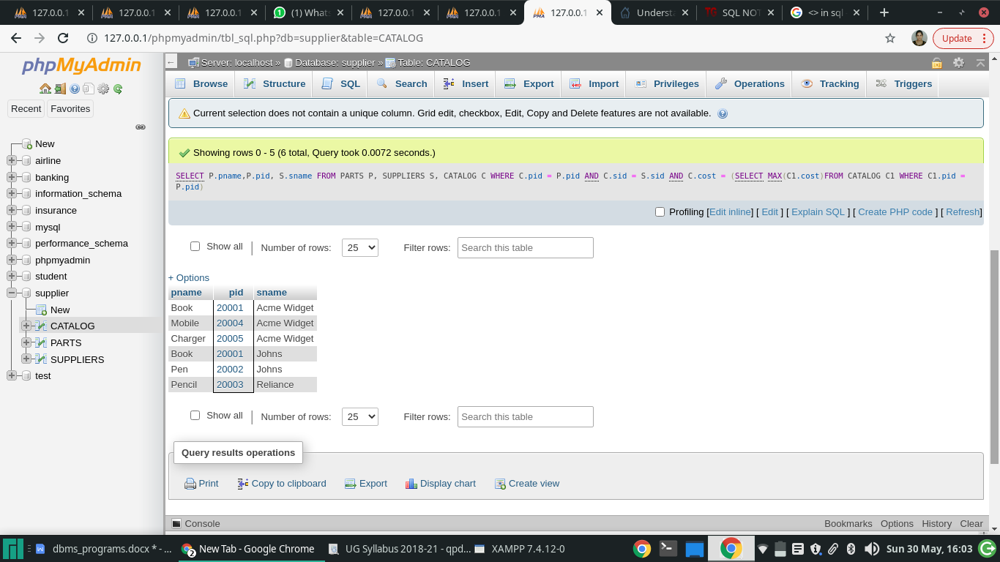 127.0.0.1
127.0.0.1
127.0.0.1
(1) Whats
127.0.0.1
127.0.0.1
127.0.0.1
Underst
SQL NOT
<> in sql
127.0.0.1/phpmyadmin/tbl_sql.php?db=supplier&table=CATALOG
Update
phpMyAdmin
Recent
Favorites
New
airline
banking
information_schema
insurance
mysql
performance_schema
phpmyadmin
student
supplier
New
CATALOG
PARTS
SUPPLIERS
test
Server: localhost » Database: supplier » Table: CATALOG
Browse Structure SQL Search Insert Export Import Privileges Operations Tracking Triggers
Current selection does not contain a unique column. Grid edit, checkbox, Edit, Copy and Delete features are not available.
Showing rows 0 - 5 (6 total, Query took 0.0072 seconds.)
SELECT P.pname,P.pid, S.sname FROM PARTS P, SUPPLIERS S, CATALOG C WHERE C.pid = P.pid AND C.sid = S.sid AND C.cost = (SELECT MAX(C1.cost)FROM CATALOG C1 WHERE C1.pid =
P.pid)
Profiling [Edit inline] [ Edit ] [ Explain SQL ] [ Create PHP code ] [ Refresh]
Show all | Number of rows: 25 Filter rows: Search this table
+ Options
pname pid sname
Book 20001 Acme Widget
Mobile 20004 Acme Widget
Charger 20005 Acme Widget
Book 20001 Johns
Pen 20002 Johns
Pencil 20003 Reliance
Show all | Number of rows: 25 Filter rows: Search this table
Query results operations
Print Copy to clipboard Export Display chart Create view
Console Bookmarks Options History Clear
dbms_programs.docx * - ... 2 New Tab - Google Chrome UG Syllabus 2018-21 - qpd... XAMPP 7.4.12-0 Sun 30 May, 16:03